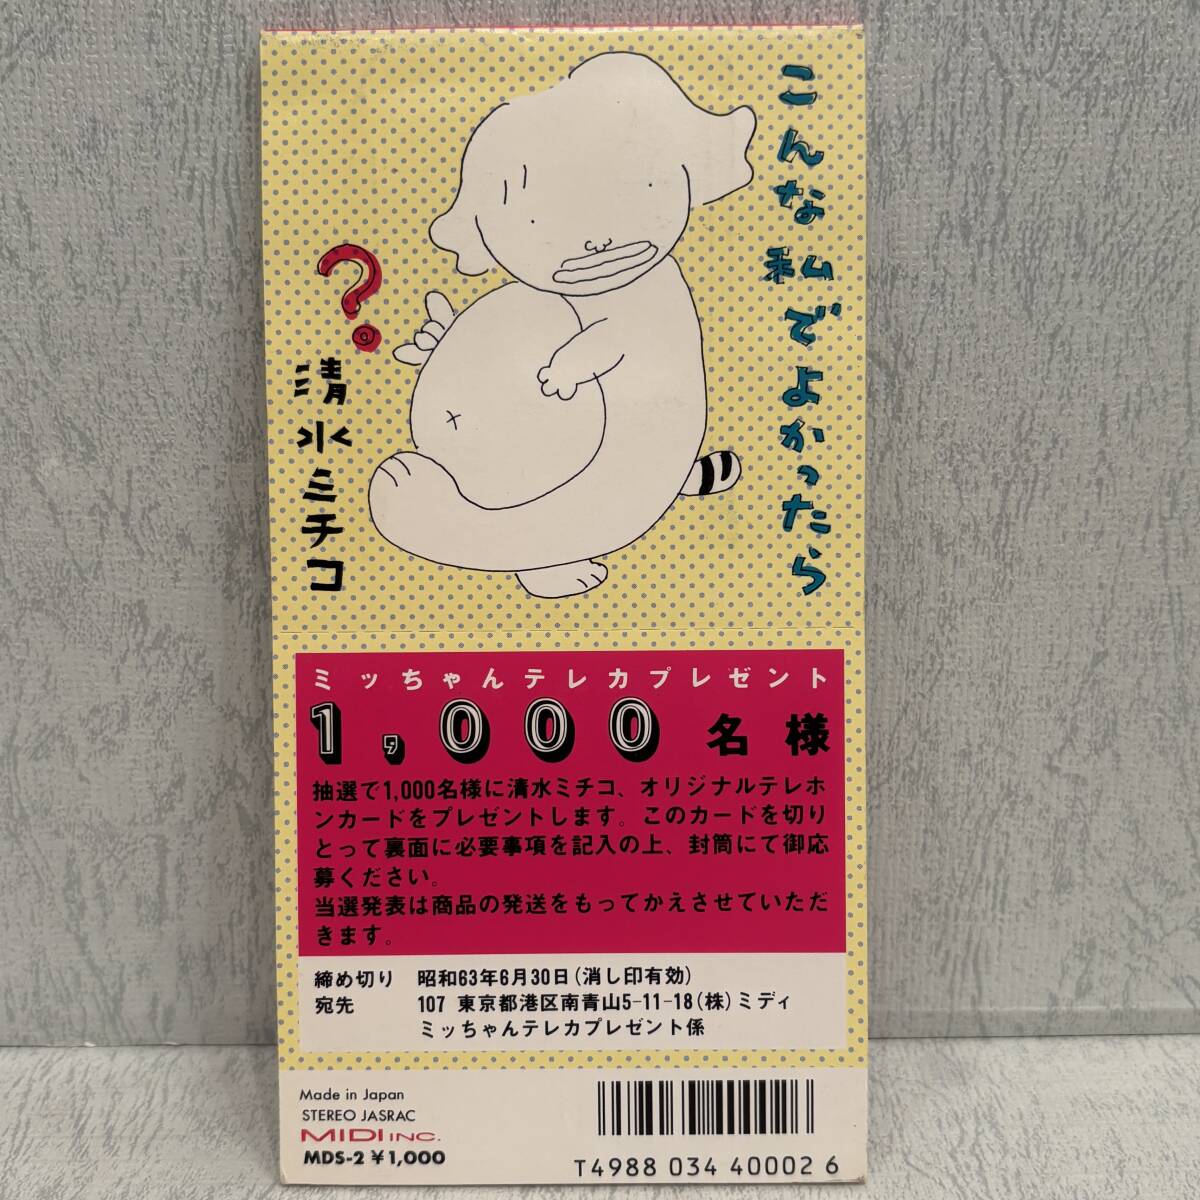 こんな私でよかったら
?
清水ミチコ
ミッちゃんテレカプレゼント
1,000名様
抽選で1,000名様に清水ミチコ、オリジナルテレホ
ンカードをプレゼントします。このカードを切り
とって裏面に必要事項を記入の上、封筒にて御応
募ください。
当選発表は商品の発送をもってかえさせていただ
きます。
締め切り 昭和63年6月30日(消し印有効)
宛先 107 東京都港区南青山5-11-18(株)ミディ
ミッちゃんテレカプレゼント係
Made in Japan
STEREO JASRAC
MIDI INC.
MDS-2 ¥1,000
T4988 034 40002 6